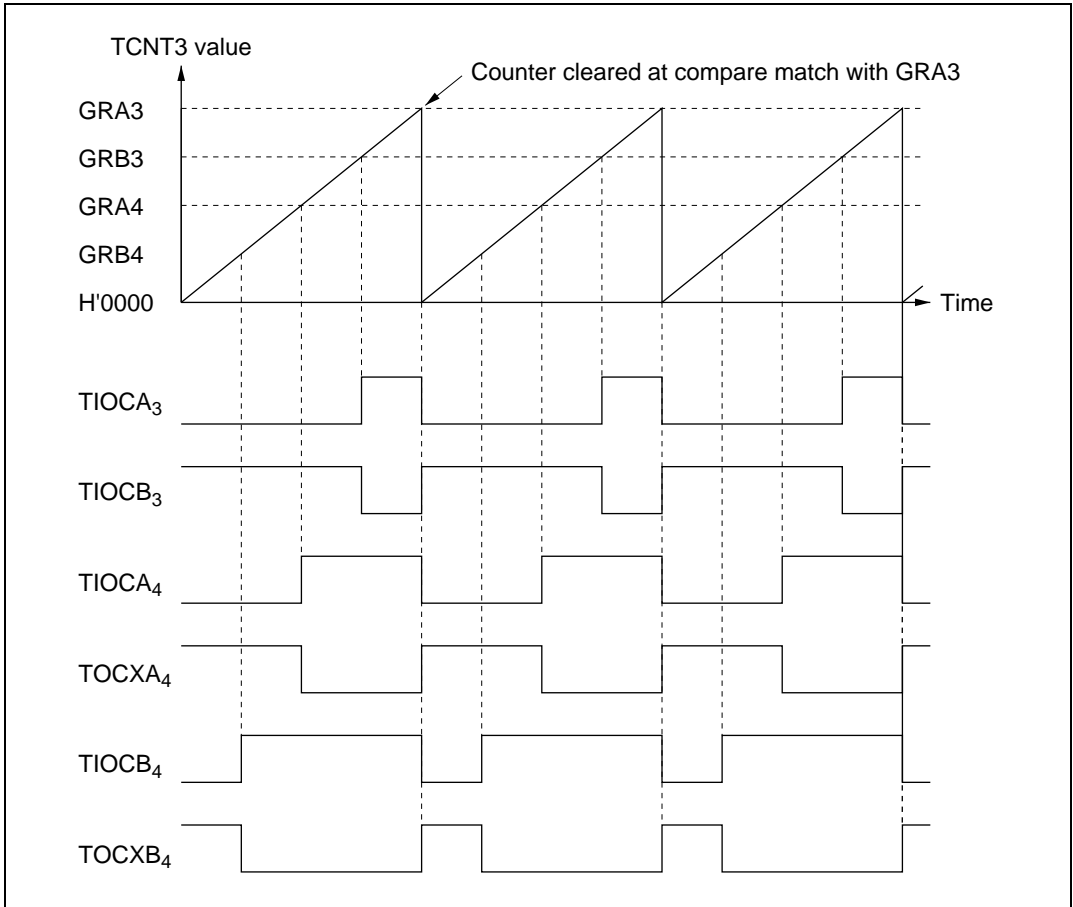 TCNT3 value
Counter cleared at compare match with GRA3
GRA3
GRB3
GRA4
GRB4
H'0000
Time
TIOCA3
TIOCB3
TIOCA4
TOCXA4
TIOCB4
TOCXB4